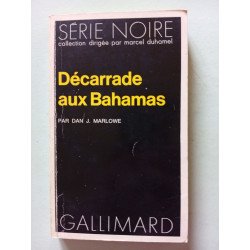 SÉRIE NOIRE
collection dirigée par marcel duhamel
Décarrade
aux Bahamas
PAR DAN J. MARLOWE
GALLIMARD